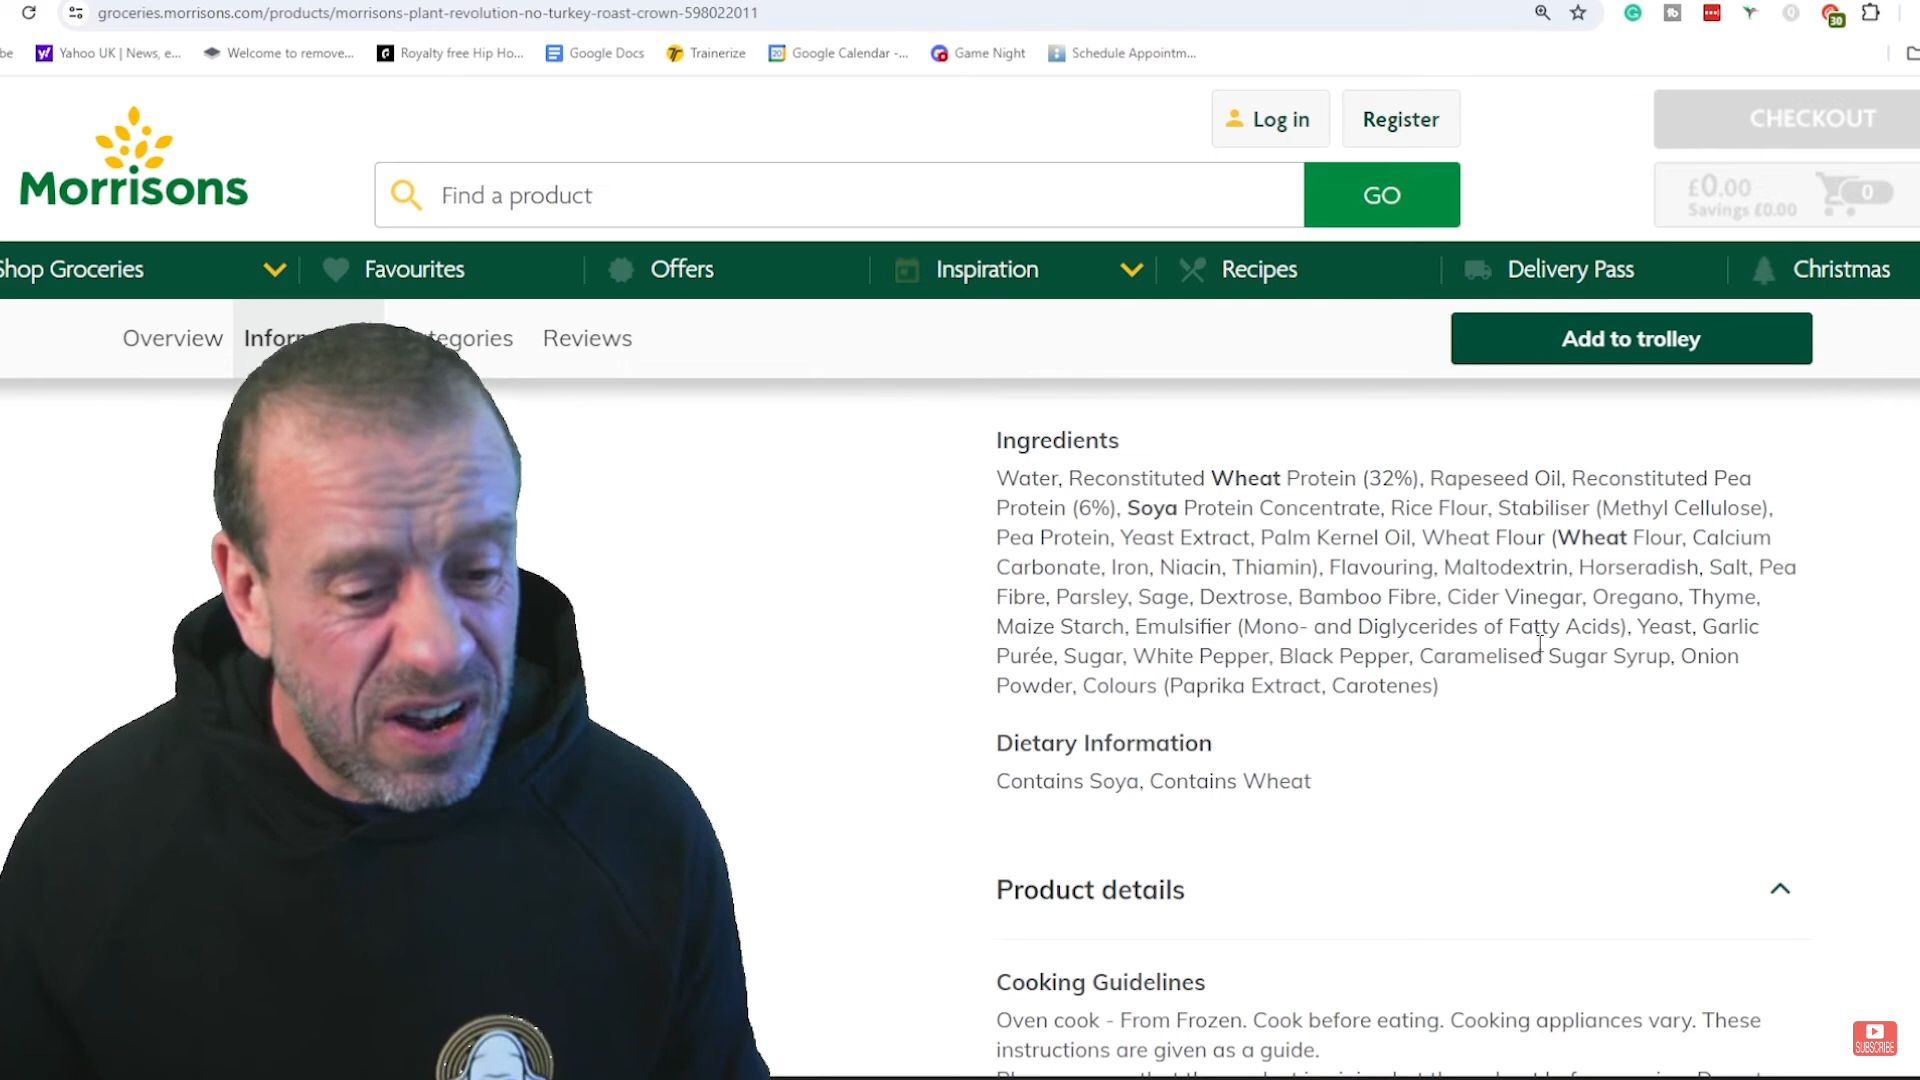 groceries.morrisons.com/products/morrisons-plant-revolution-no-turkey-roast-crown-598022011
30
be
Yahoo UK | News, e...
Welcome to remove...
Royalty free Hip Ho...
Google Docs
Trainerize
Google Calendar -...
Game Night
Schedule Appointm...
Morrisons
Log in
Register
CHECKOUT
Find a product
GO
£0.00
Savings £0.00
0
Shop Groceries
Favourites
Offers
Inspiration
Recipes
Delivery Pass
Christmas
Overview
Inform
tegories
Reviews
Add to trolley
Ingredients
Water, Reconstituted Wheat Protein (32%), Rapeseed Oil, Reconstituted Pea
Protein (6%), Soya Protein Concentrate, Rice Flour, Stabiliser (Methyl Cellulose),
Pea Protein, Yeast Extract, Palm Kernel Oil, Wheat Flour (Wheat Flour, Calcium
Carbonate, Iron, Niacin, Thiamin), Flavouring, Maltodextrin, Horseradish, Salt, Pea
Fibre, Parsley, Sage, Dextrose, Bamboo Fibre, Cider Vinegar, Oregano, Thyme,
Maize Starch, Emulsifier (Mono- and Diglycerides of Fatty Acids), Yeast, Garlic
Purée, Sugar, White Pepper, Black Pepper, Caramelised Sugar Syrup, Onion
Powder, Colours (Paprika Extract, Carotenes)
Dietary Information
Contains Soya, Contains Wheat
Product details
Cooking Guidelines
Oven cook - From Frozen. Cook before eating. Cooking appliances vary. These
instructions are given as a guide.
SUBSCRIBE